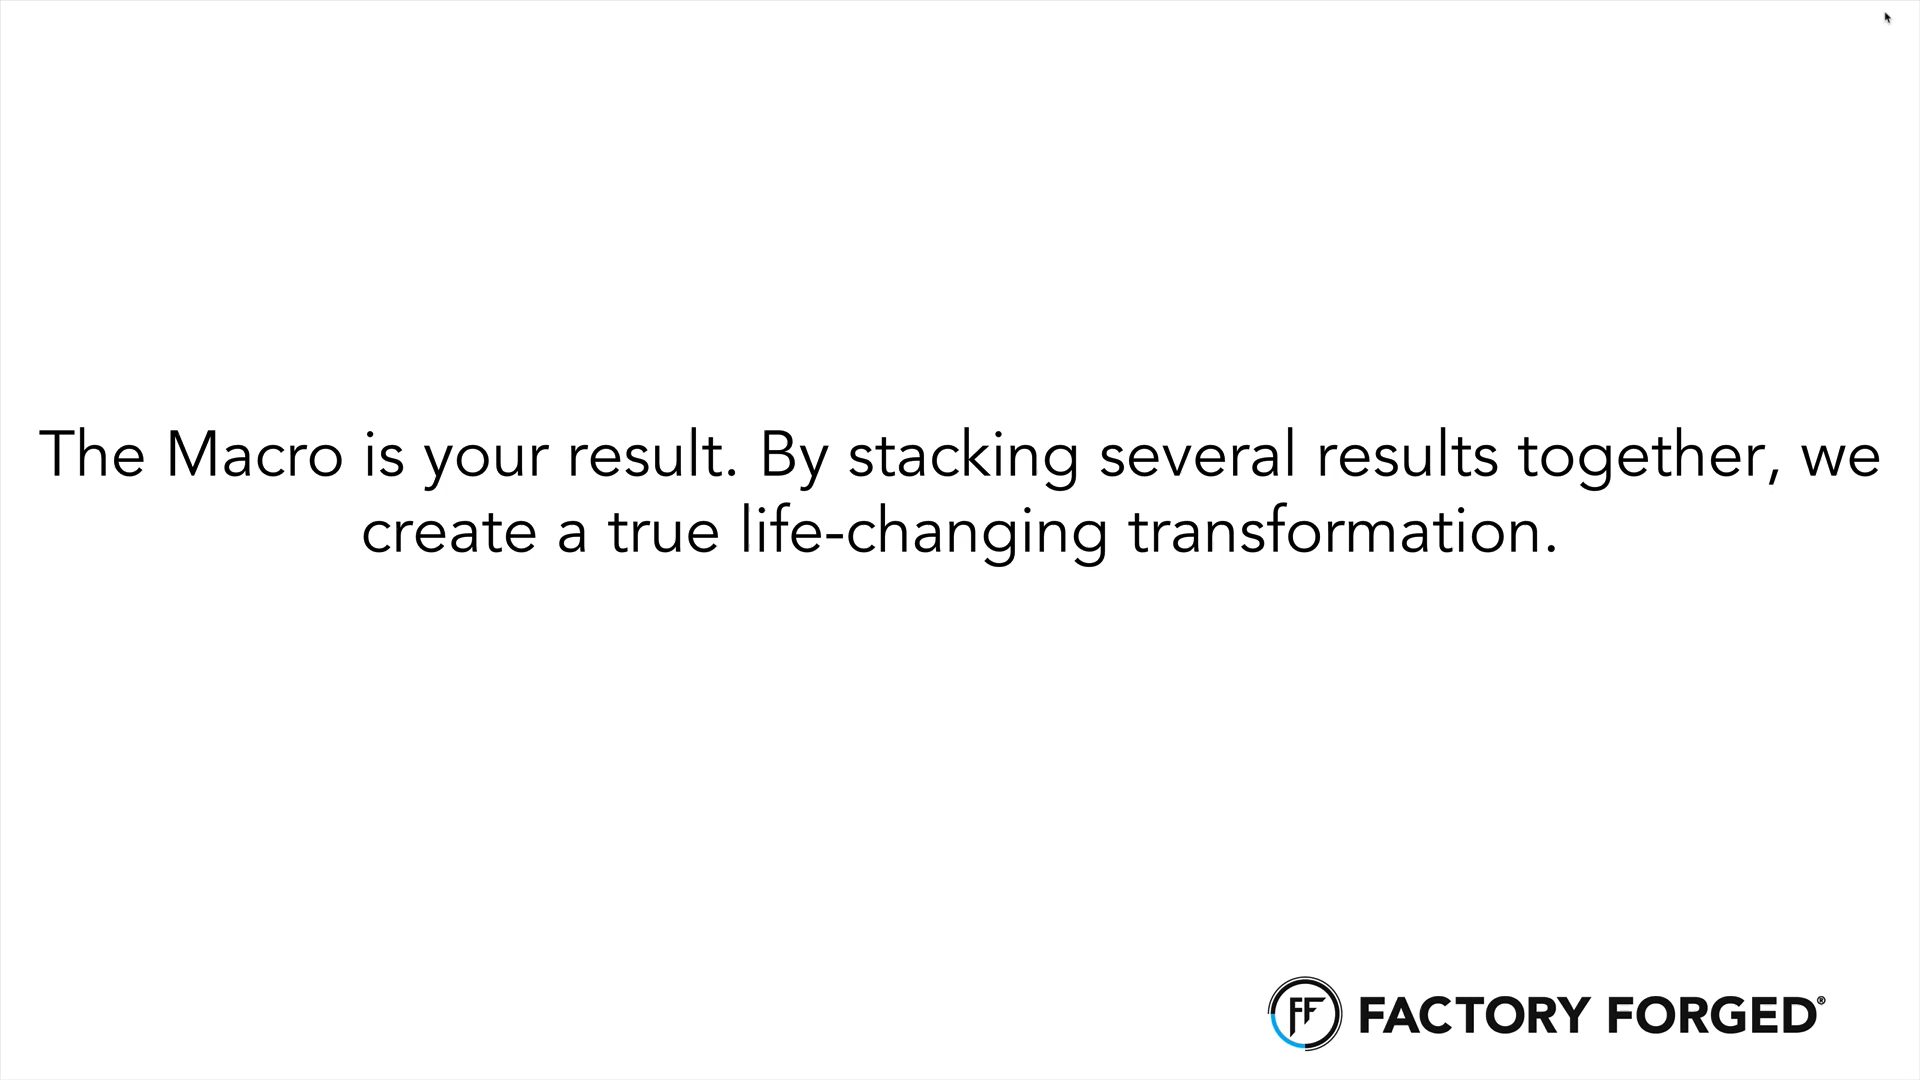 The Macro is your result. By stacking several results together, we
create a true life-changing transformation.
FF FACTORY FORGED®